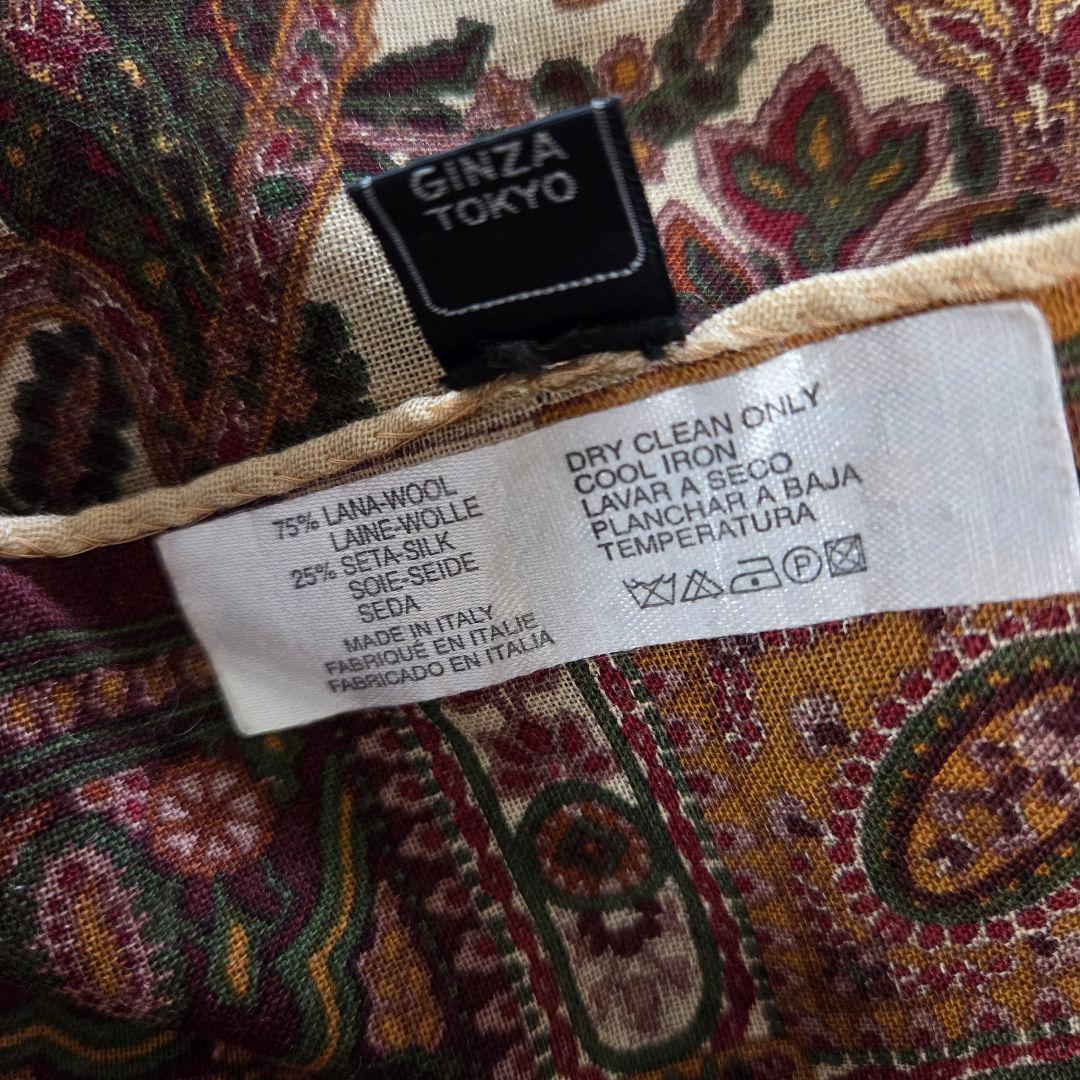 GINZA
TOKYO
75% LANA-WOOL
LAINE-WOLLE
25% SETA-SILK
SOIE-SEIDE
SEDA
MADE IN ITALY
FABRIQUÉ EN ITALIE
FABRICADO EN ITALIA
DRY CLEAN ONLY
COOL IRON
LAVAR A SECO
PLANCHAR A BAJA
TEMPERATURA
P